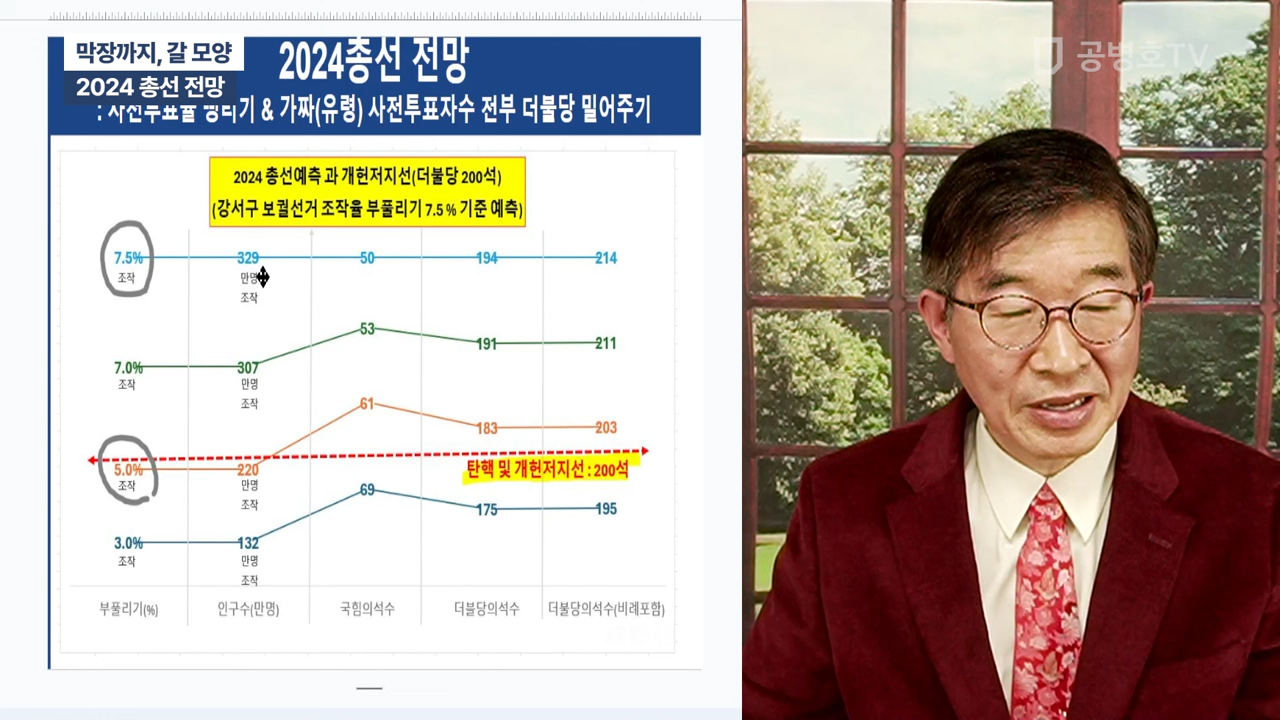 막장까지, 갈 모양
2024 총선 전망
2024총선 전망
: 사전투표율 뻥튀기 & 가짜(유령) 사전투표자수 전부 더불당 밀어주기
공병호TV
2024 총선예측 과 개헌저지선(더불당 200석)
(강서구 보궐선거 조작율 부풀리기 7.5 % 기준 예측)
7.5% 329 50 194 214
조작 만명
조작
53
7.0% 307 191 211
조작 만명
조작
61
183 203
5.0% 220 탄핵 및 개헌저지선 : 200석
조작 만명
조작
69
175 195
3.0% 132
조작 만명
조작
부풀리기(%) 인구수(만명) 국힘의석수 더블당의석수 더불당의석수(비례포함)